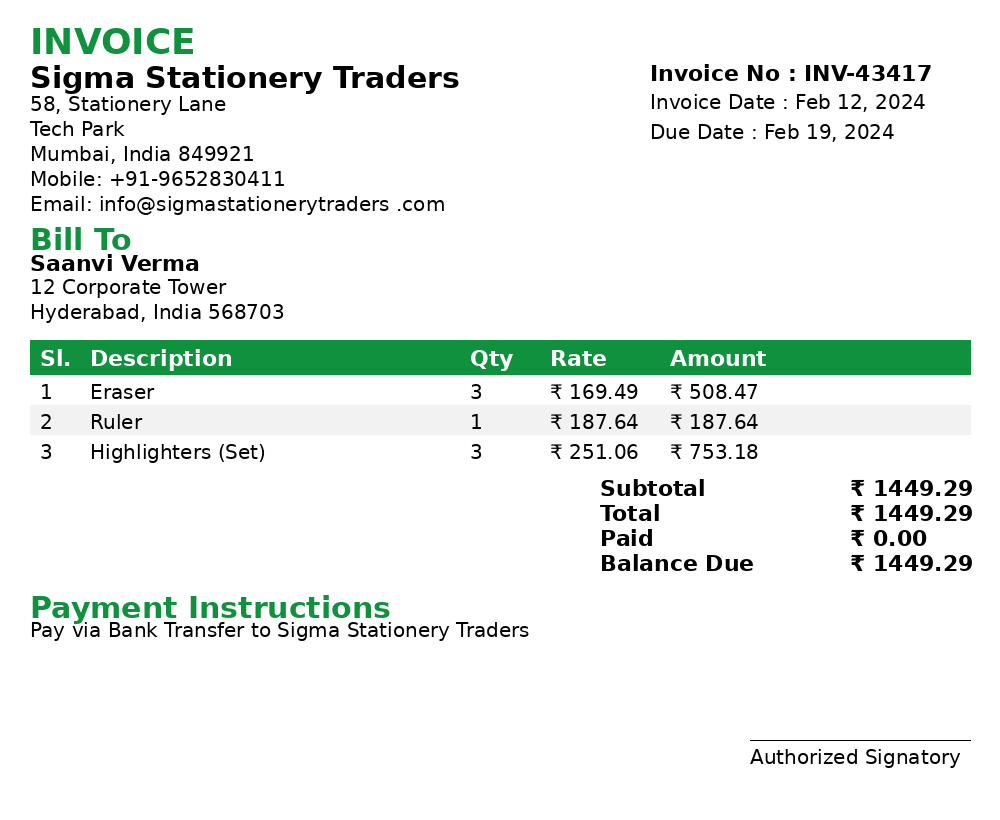 INVOICE
Sigma Stationery Traders
58, Stationery Lane
Tech Park
Mumbai, India 849921
Mobile: +91-9652830411
Email: info@sigmastationerytraders .com
Invoice No : INV-43417
Invoice Date : Feb 12, 2024
Due Date : Feb 19, 2024
Bill To
Saanvi Verma
12 Corporate Tower
Hyderabad, India 568703
Sl. Description Qty Rate Amount
1 Eraser 3 ₹ 169.49 ₹ 508.47
2 Ruler 1 ₹ 187.64 ₹ 187.64
3 Highlighters (Set) 3 ₹ 251.06 ₹ 753.18
Subtotal ₹ 1449.29
Total ₹ 1449.29
Paid ₹ 0.00
Balance Due ₹ 1449.29
Payment Instructions
Pay via Bank Transfer to Sigma Stationery Traders
Authorized Signatory